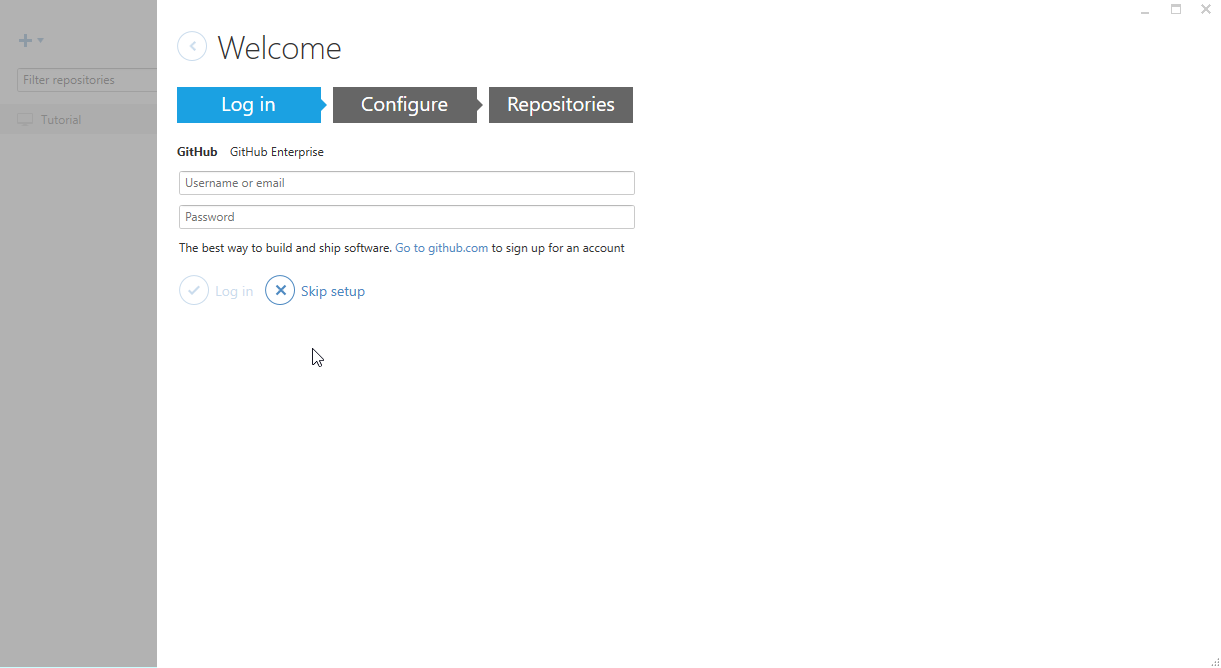 Filter repositories
Tutorial
Welcome
Log in
Configure
Repositories
GitHub
GitHub Enterprise
Username or email
Password
The best way to build and ship software. Go to github.com to sign up for an account
Log in
Skip setup